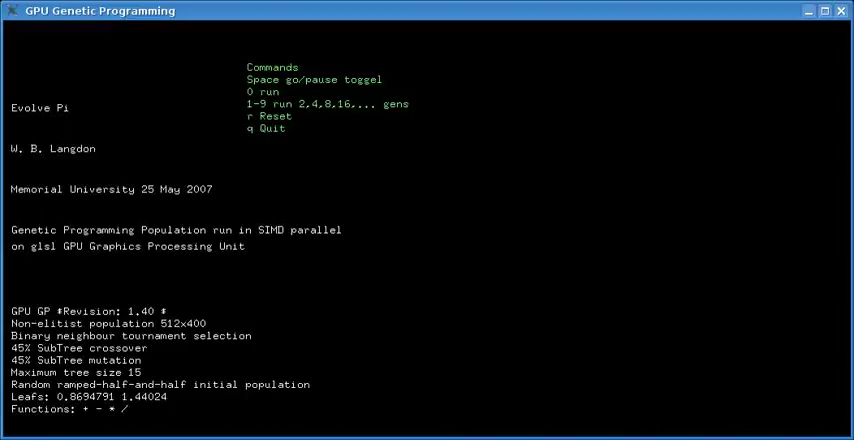 GPU Genetic Programming
Commands
Space go/pause toggel
0 run
1-9 run 2,4,8,16,... gens
r Reset
q Quit
Evolve Pi
W. B. Langdon
Memorial University 25 May 2007
Genetic Programming Population run in SIMD parallel
on glsl GPU Graphics Processing Unit
GPU GP *Revision: 1.40 *
Non-elitist population 512x400
Binary neighbour tournament selection
45% SubTree crossover
45% SubTree mutation
Maximum tree size 15
Random ramped-half-and-half initial population
Leafs: 0.8694791 1.44024
Functions: + - * /